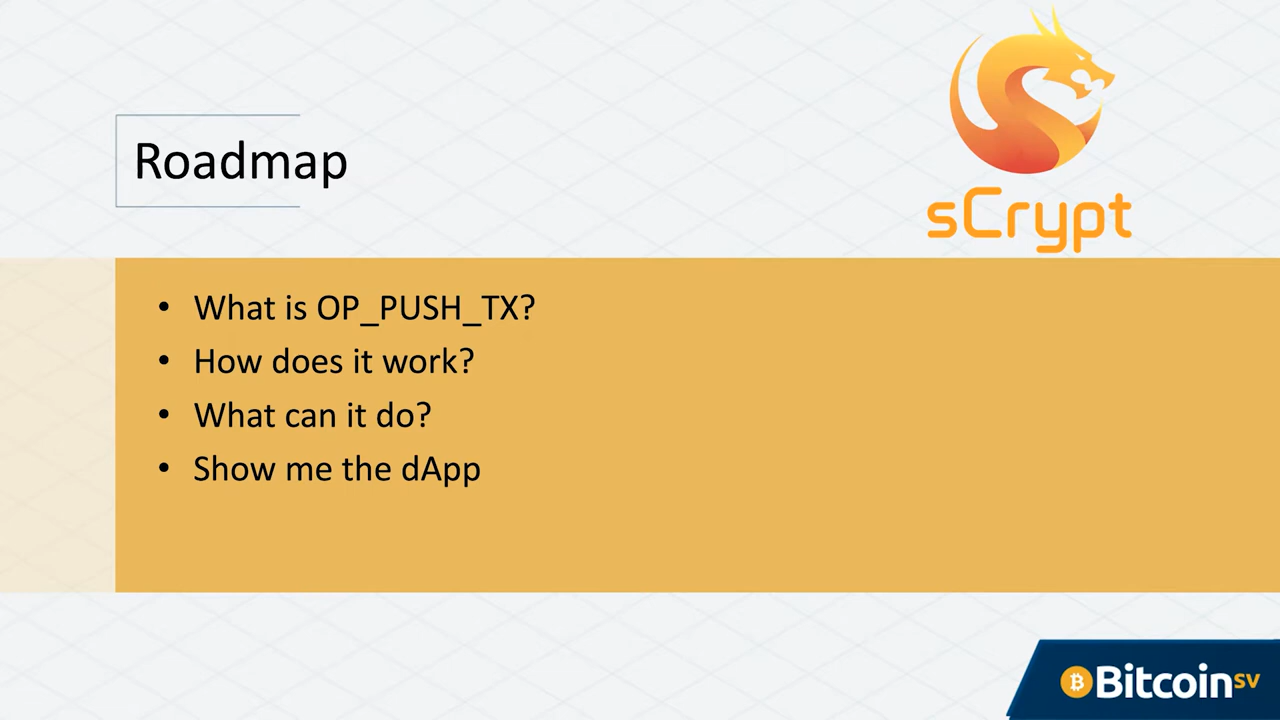 sCrypt
Roadmap
• What is OP_PUSH_TX?
• How does it work?
• What can it do?
• Show me the dApp
BitcoinSV